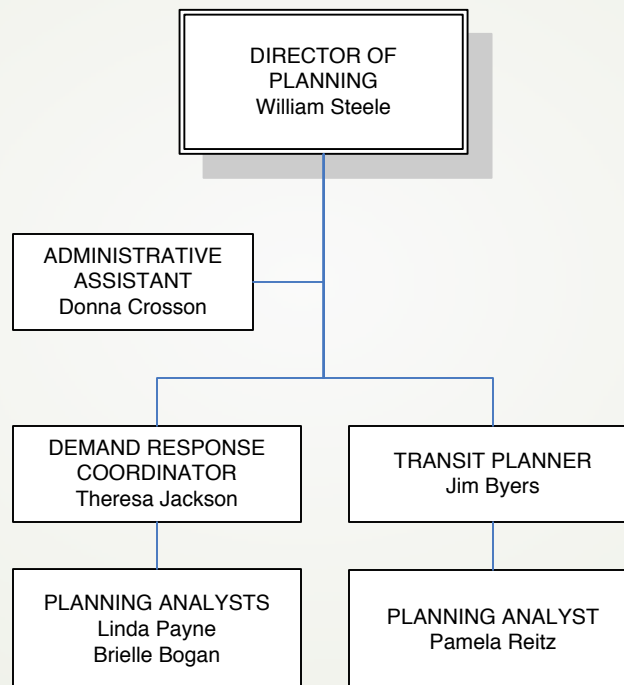 DIRECTOR OF
PLANNING
William Steele
ADMINISTRATIVE
ASSISTANT
Donna Crosson
DEMAND RESPONSE
COORDINATOR
Theresa Jackson
TRANSIT PLANNER
Jim Byers
PLANNING ANALYSTS
Linda Payne
Brielle Bogan
PLANNING ANALYST
Pamela Reitz